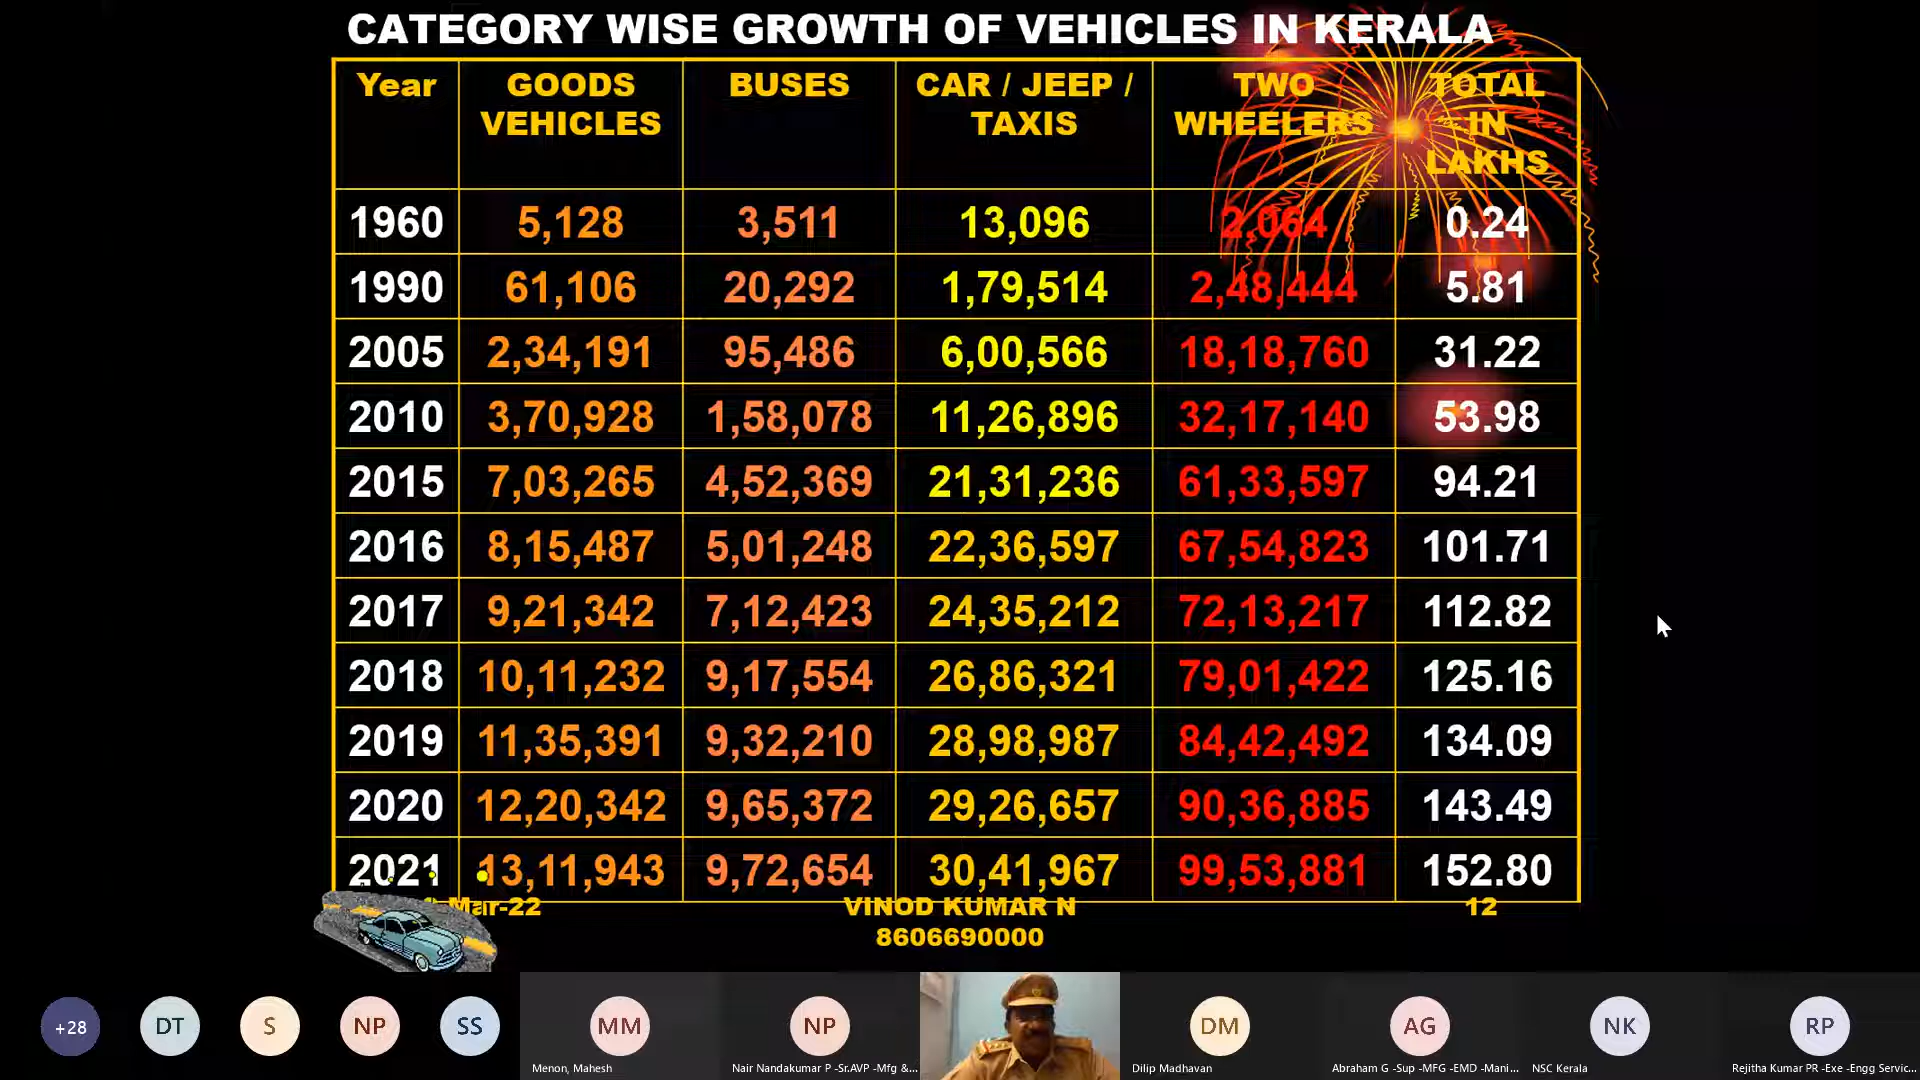 CATEGORY WISE GROWTH OF VEHICLES IN KERALA
Year GOODS VEHICLES BUSES CAR / JEEP / TAXIS TWO WHEELERS TOTAL IN LAKHS
1960 5,128 3,511 13,096 2,064 0.24
1990 61,106 20,292 1,79,514 2,48,444 5.81
2005 2,34,191 95,486 6,00,566 18,18,760 31.22
2010 3,70,928 1,58,078 11,26,896 32,17,140 53.98
2015 7,03,265 4,52,369 21,31,236 61,33,597 94.21
2016 8,15,487 5,01,248 22,36,597 67,54,823 101.71
2017 9,21,342 7,12,423 24,35,212 72,13,217 112.82
2018 10,11,232 9,17,554 26,86,321 79,01,422 125.16
2019 11,35,391 9,32,210 28,98,987 84,42,492 134.09
2020 12,20,342 9,65,372 29,26,657 90,36,885 143.49
2021 13,11,943 9,72,654 30,41,967 99,53,881 152.80
Mar-22 VINOD KUMAR N 12
8606690000
+28 DT S NP SS MM NP DM AG NK RP
Menon, Mahesh Nair Nandakumar P -Sr.AVP -Mfg &... Dilip Madhavan Abraham G -Sup -MFG -EMD -Mani... NSC Kerala Rejitha Kumar PR -Exe -Engg Servic...